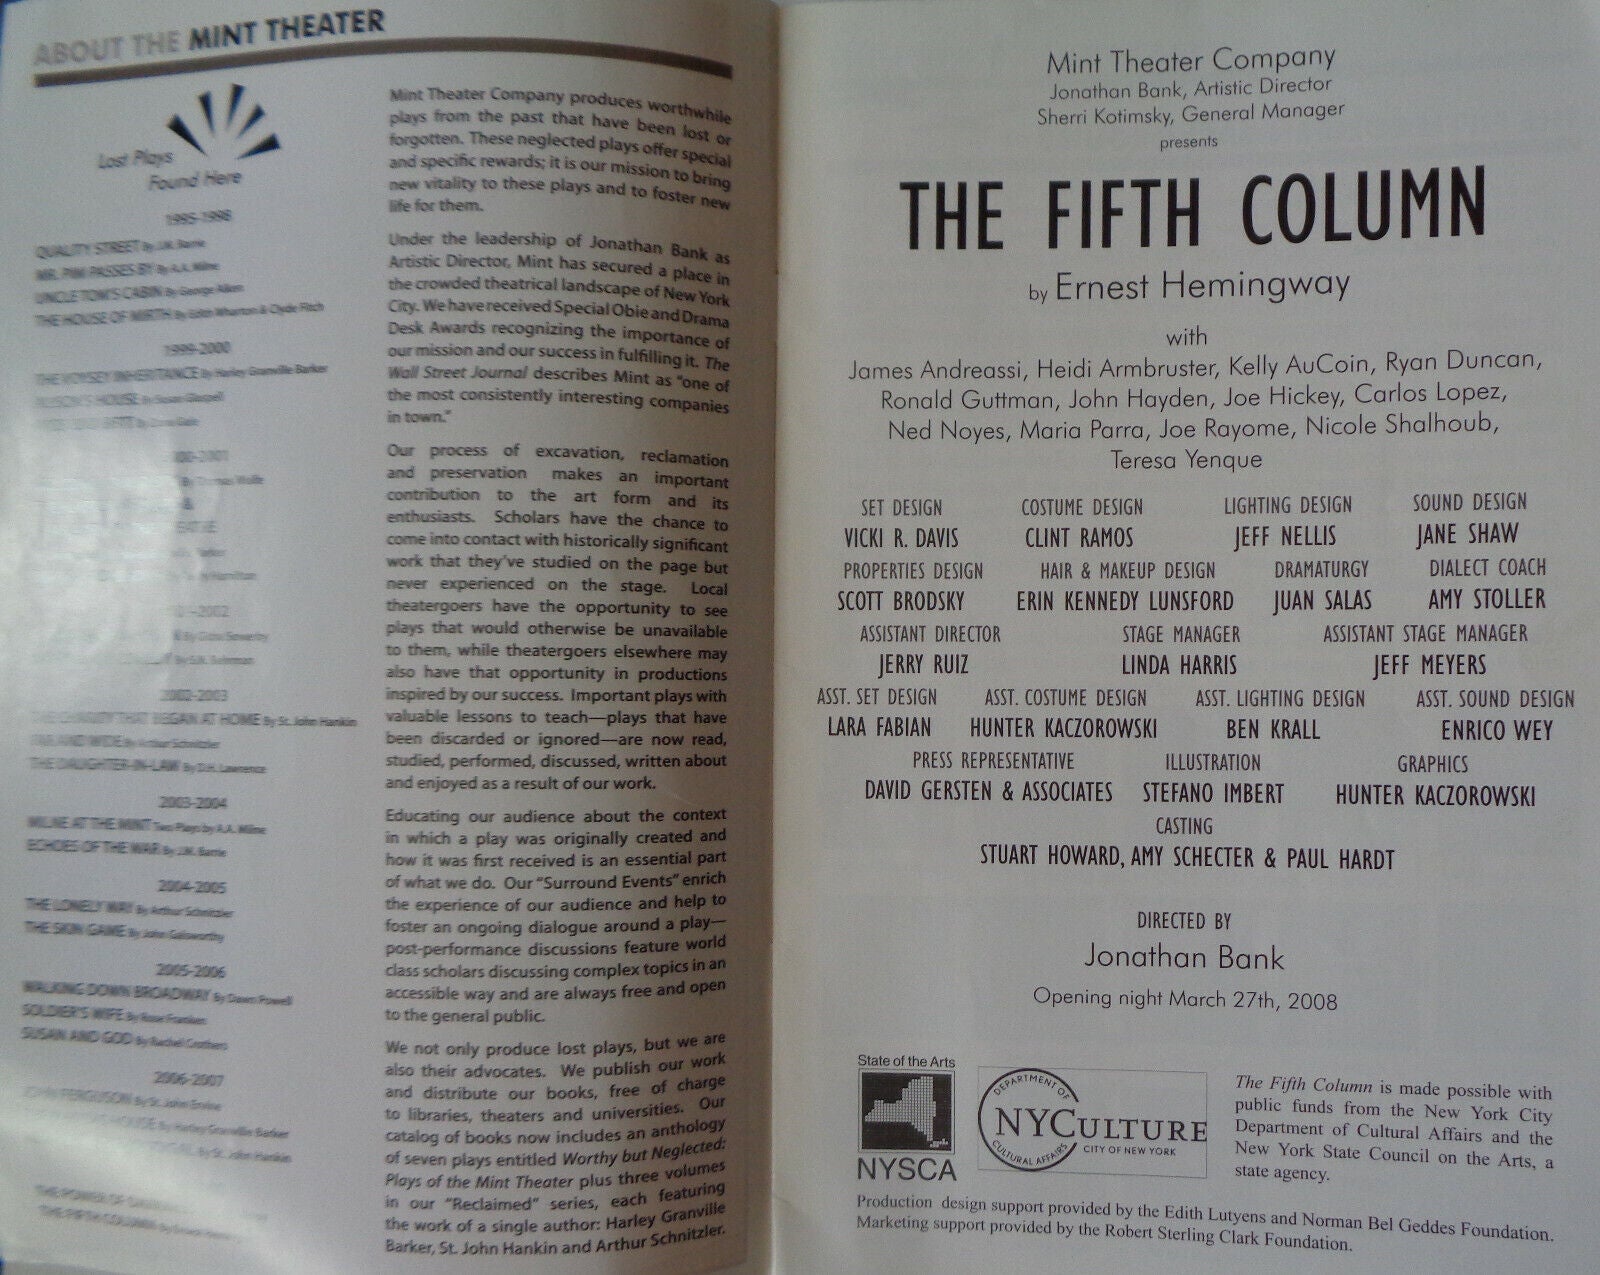 ABOUT THE MINT THEATER
Lost Plays
Found Here
1995-1998
QUALITY STREET By J.M. Barrie
MR. PIM PASSES BY By A.A. Milne
UNCLE TOM'S CABIN By George Aiken
THE HOUSE OF MIRTH By Edith Wharton & Clyde Fitch
1999-2000
THE VOYSEY INHERITANCE By Harley Granville Barker
By Susan Glaspell
By Thomas Wolfe
&
2002-2003
THE CHARITY THAT BEGAN AT HOME By St. John Hankin
FAR AND WIDE By Arthur Schnitzler
THE DAUGHTER-IN-LAW By D.H. Lawrence
2003-2004
MILNE AT THE MINT Two Plays by A.A. Milne
ECHOES OF THE WAR By J.M. Barrie
2004-2005
THE LONELY WAY By Arthur Schnitzler
THE SKIN GAME By John Galsworthy
2005-2006
WALKING DOWN BROADWAY By Dawn Powell
SOLDIER'S WIFE By Rose Franken
SUSAN AND GOD By Rachel Crothers
2006-2007
JOHN FERGUSON By St. John Ervine
HOUSE By Harley Granville Barker
By St. John Hankin
THE POWER OF
THE FIFTH COLUMN By
Mint Theater Company produces worthwhile
plays from the past that have been lost or
forgotten. These neglected plays offer special
and specific rewards; it is our mission to bring
new vitality to these plays and to foster new
life for them.
Under the leadership of Jonathan Bank as
Artistic Director, Mint has secured a place in
the crowded theatrical landscape of New York
City. We have received Special Obie and Drama
Desk Awards recognizing the importance of
our mission and our success in fulfilling it. The
Wall Street Journal describes Mint as "one of
the most consistently interesting companies
in town."
Our process of excavation, reclamation
and preservation makes an important
contribution to the art form and its
enthusiasts. Scholars have the chance to
come into contact with historically significant
work that they've studied on the page but
never experienced on the stage. Local
theatergoers have the opportunity to see
plays that would otherwise be unavailable
to them, while theatergoers elsewhere may
also have that opportunity in productions
inspired by our success. Important plays with
valuable lessons to teach—plays that have
been discarded or ignored—are now read,
studied, performed, discussed, written about
and enjoyed as a result of our work.
Educating our audience about the context
in which a play was originally created and
how it was first received is an essential part
of what we do. Our "Surround Events" enrich
the experience of our audience and help to
foster an ongoing dialogue around a play—
post-performance discussions feature world
class scholars discussing complex topics in an
accessible way and are always free and open
to the general public.
We not only produce lost plays, but we are
also their advocates. We publish our work
and distribute our books, free of charge
to libraries, theaters and universities. Our
catalog of books now includes an anthology
of seven plays entitled Worthy but Neglected:
Plays of the Mint Theater plus three volumes
in our "Reclaimed" series, each featuring
the work of a single author: Harley Granville
Barker, St. John Hankin and Arthur Schnitzler.
Mint Theater Company
Jonathan Bank, Artistic Director
Sherri Kotimsky, General Manager
presents
THE FIFTH COLUMN
by Ernest Hemingway
with
James Andreassi, Heidi Armbruster, Kelly AuCoin, Ryan Duncan,
Ronald Guttman, John Hayden, Joe Hickey, Carlos Lopez,
Ned Noyes, Maria Parra, Joe Rayome, Nicole Shalhoub,
Teresa Yenque
SET DESIGN COSTUME DESIGN LIGHTING DESIGN SOUND DESIGN
VICKI R. DAVIS CLINT RAMOS JEFF NELLIS JANE SHAW
PROPERTIES DESIGN HAIR & MAKEUP DESIGN DRAMATURGY DIALECT COACH
SCOTT BRODSKY ERIN KENNEDY LUNSFORD JUAN SALAS AMY STOLLER
ASSISTANT DIRECTOR STAGE MANAGER ASSISTANT STAGE MANAGER
JERRY RUIZ LINDA HARRIS JEFF MEYERS
ASST. SET DESIGN ASST. COSTUME DESIGN ASST. LIGHTING DESIGN ASST. SOUND DESIGN
LARA FABIAN HUNTER KACZOROWSKI BEN KRALL ENRICO WEY
PRESS REPRESENTATIVE ILLUSTRATION GRAPHICS
DAVID GERSTEN & ASSOCIATES STEFANO IMBERT HUNTER KACZOROWSKI
CASTING
STUART HOWARD, AMY SCHECTER & PAUL HARDT
DIRECTED BY
Jonathan Bank
Opening night March 27th, 2008
State of the Arts
NYSCA
DEPARTMENT OF
NYCULTURE
CULTURAL AFFAIRS
CITY OF NEW YORK
The Fifth Column is made possible with
public funds from the New York City
Department of Cultural Affairs and the
New York State Council on the Arts, a
state agency.
Production design support provided by the Edith Lutyens and Norman Bel Geddes Foundation.
Marketing support provided by the Robert Sterling Clark Foundation.